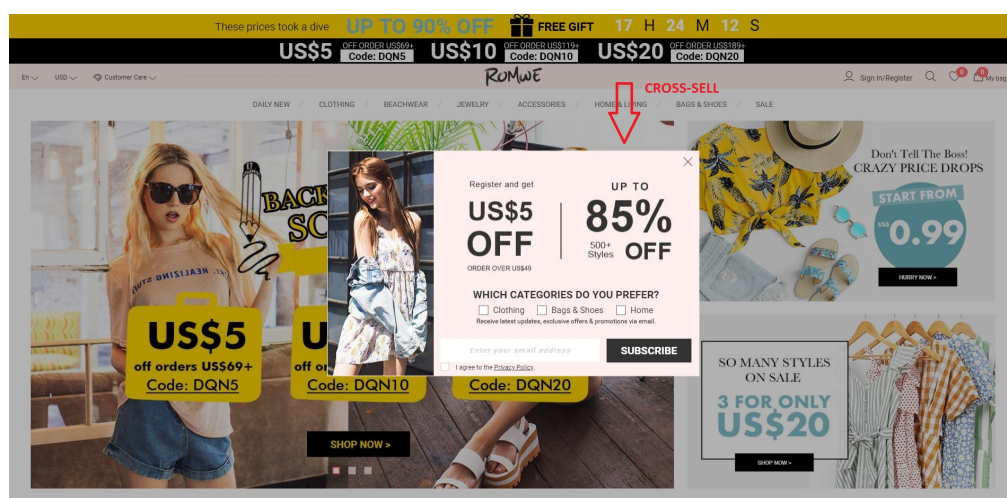 These prices took a dive UP TO 90% OFF FREE GIFT 17 H 24 M 12 S
US$5 OFF ORDER US$69+ Code: DQN5 US$10 OFF ORDER US$119+ Code: DQN10 US$20 OFF ORDER US$189+ Code: DQN20
En USD Customer Care ROMWE Sign in/Register 0 0 My bag
CROSS-SELL
DAILY NEW / CLOTHING / BEACHWEAR / JEWELRY / ACCESSORIES / HOME & LIVING / BAGS & SHOES / SALE
BACK
SC
US$5
off orders US$69+
Code: DQN5
U
off or
Code: DQN10
Code: DQN20
SHOP NOW >
Register and get
US$5
OFF
ORDER OVER US$49
UP TO
85%
500+
Styles OFF
WHICH CATEGORIES DO YOU PREFER?
Clothing Bags & Shoes Home
Receive latest updates, exclusive offers & promotions via email.
Enter your email address SUBSCRIBE
I agree to the Privacy Policy.
Don't Tell The Boss!
CRAZY PRICE DROPS
START FROM
US$ 0.99
HURRY NOW >
SO MANY STYLES
ON SALE
3 FOR ONLY
US$20
SHOP NOW >